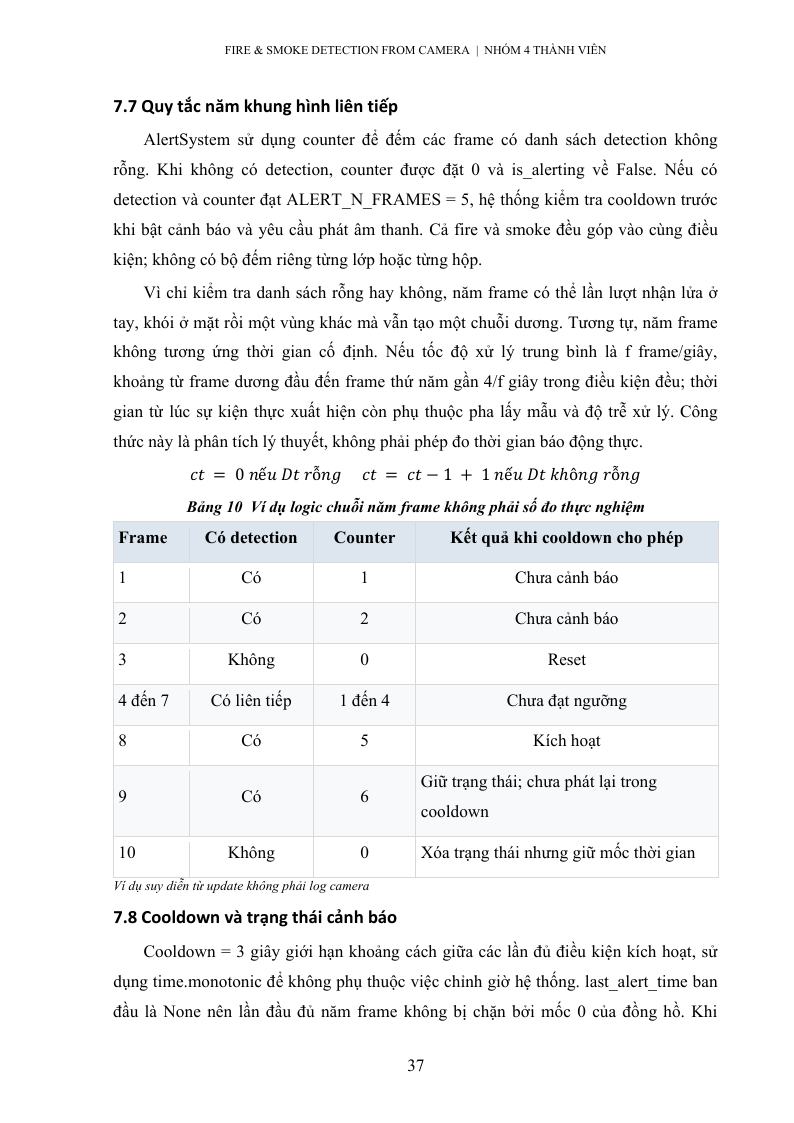 FIRE & SMOKE DETECTION FROM CAMERA | NHÓM 4 THÀNH VIÊN
7.7 Quy tắc năm khung hình liên tiếp
AlertSystem sử dụng counter để đếm các frame có danh sách detection không
rỗng. Khi không có detection, counter được đặt 0 và is_alerting về False. Nếu có
detection và counter đạt ALERT_N_FRAMES = 5, hệ thống kiểm tra cooldown trước
khi bật cảnh báo và yêu cầu phát âm thanh. Cả fire và smoke đều góp vào cùng điều
kiện; không có bộ đếm riêng từng lớp hoặc từng hộp.
Vì chỉ kiểm tra danh sách rỗng hay không, năm frame có thể lần lượt nhận lửa ở
tay, khói ở mặt rồi một vùng khác mà vẫn tạo một chuỗi dương. Tương tự, năm frame
không tương ứng thời gian cố định. Nếu tốc độ xử lý trung bình là f frame/giây,
khoảng từ frame dương đầu đến frame thứ năm gần 4/f giây trong điều kiện đều; thời
gian từ lúc sự kiện thực xuất hiện còn phụ thuộc pha lấy mẫu và độ trễ xử lý. Công
thức này là phân tích lý thuyết, không phải phép đo thời gian báo động thực.
ct = 0 nếu Dt rỗng ct = ct − 1 + 1 nếu Dt không rỗng
Bảng 10 Ví dụ logic chuỗi năm frame không phải số đo thực nghiệm
Frame Có detection Counter Kết quả khi cooldown cho phép
1 Có 1 Chưa cảnh báo
2 Có 2 Chưa cảnh báo
3 Không 0 Reset
4 đến 7 Có liên tiếp 1 đến 4 Chưa đạt ngưỡng
8 Có 5 Kích hoạt
9 Có 6 Giữ trạng thái; chưa phát lại trong
cooldown
10 Không 0 Xóa trạng thái nhưng giữ mốc thời gian
Ví dụ suy diễn từ update không phải log camera
7.8 Cooldown và trạng thái cảnh báo
Cooldown = 3 giây giới hạn khoảng cách giữa các lần đủ điều kiện kích hoạt, sử
dụng time.monotonic để không phụ thuộc việc chỉnh giờ hệ thống. last_alert_time ban
đầu là None nên lần đầu đủ năm frame không bị chặn bởi mốc 0 của đồng hồ. Khi
37